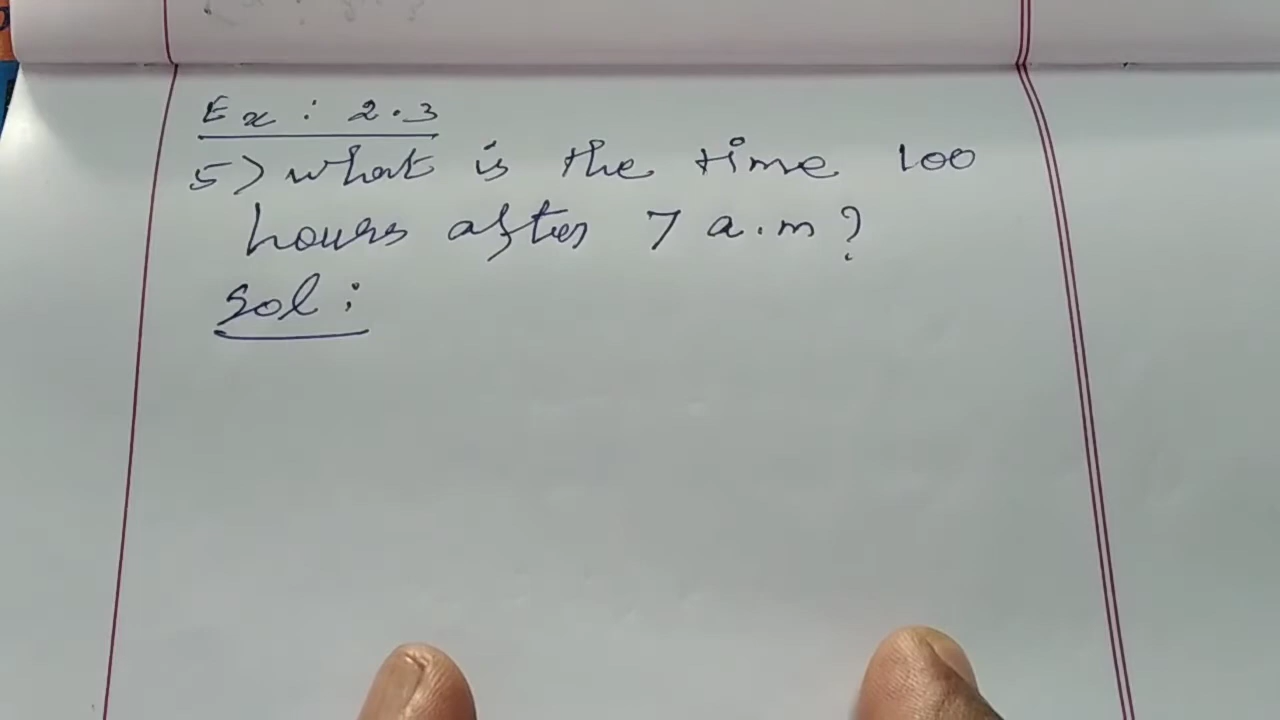 Ex : 2.3
5) what is the time 100
hours after 7 a.m?
Sol :